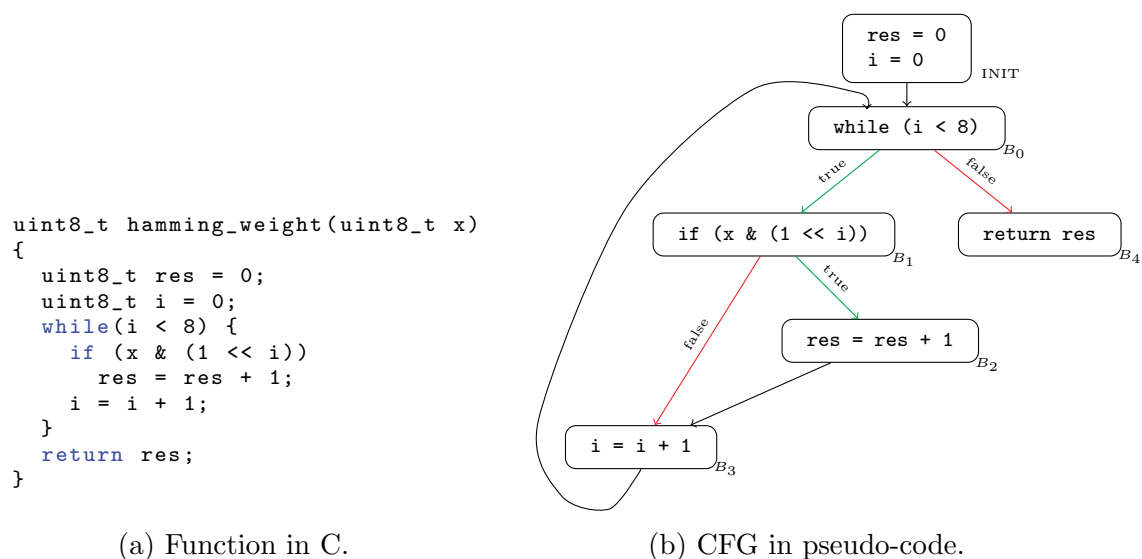 uint8_t hamming_weight(uint8_t x)
{
  uint8_t res = 0;
  uint8_t i = 0;
  while(i < 8) {
    if (x & (1 << i))
      res = res + 1;
    i = i + 1;
  }
  return res;
}
(a) Function in C.
res = 0
i = 0
INIT
while (i < 8)
B0
true
false
if (x & (1 << i))
B1
return res
B4
false
true
res = res + 1
B2
i = i + 1
B3
(b) CFG in pseudo-code.